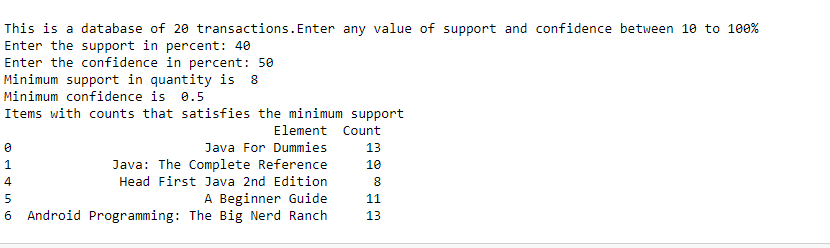 This is a database of 20 transactions.Enter any value of support and confidence between 10 to 100%
Enter the support in percent: 40
Enter the confidence in percent: 50
Minimum support in quantity is  8
Minimum confidence is  0.5
Items with counts that satisfies the minimum support
Element  Count
0  Java For Dummies  13
1  Java: The Complete Reference  10
4  Head First Java 2nd Edition  8
5  A Beginner Guide  11
6  Android Programming: The Big Nerd Ranch  13